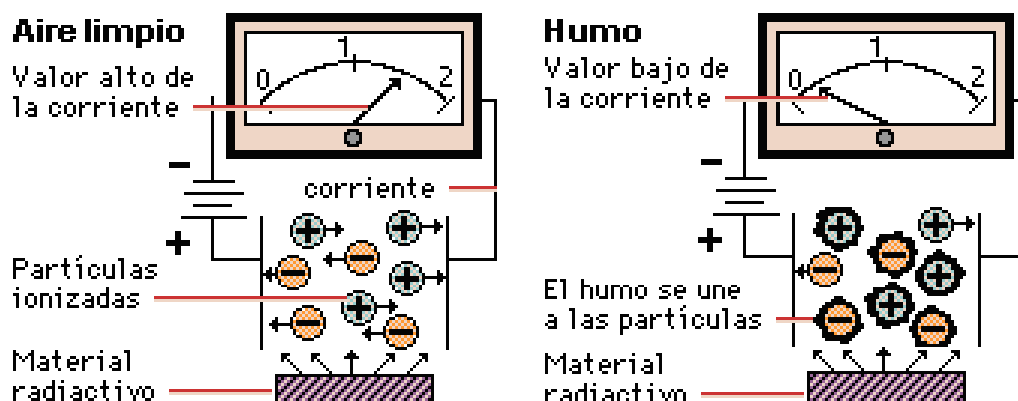 Aire limpio
Valor alto de
la corriente
0 1 2
−
+
corriente
Partículas
ionizadas
Material
radiactivo
Humo
Valor bajo de
la corriente
0 1 2
−
+
El humo se une
a las partículas
Material
radiactivo